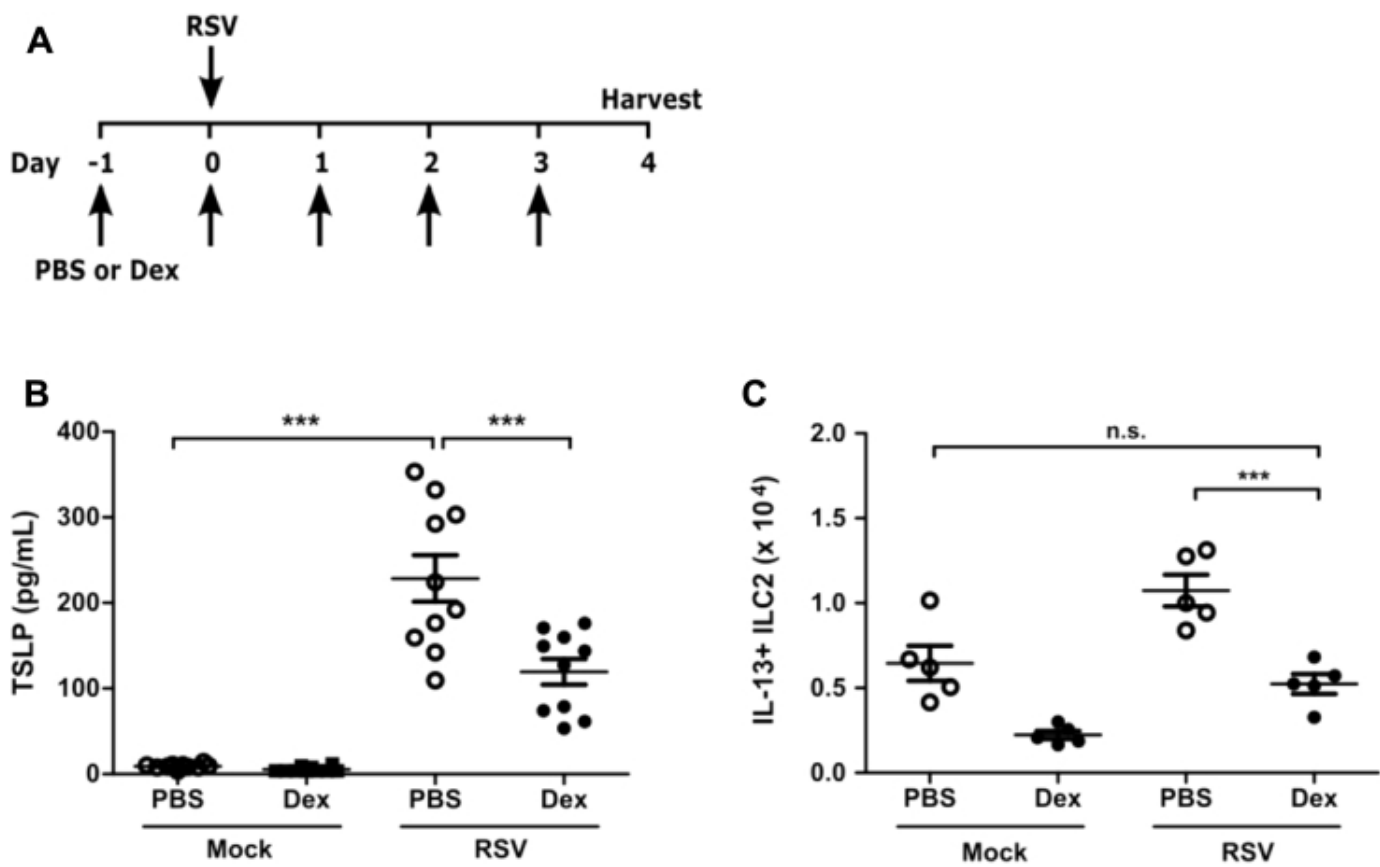 A
RSV
Harvest
Day -1 0 1 2 3 4
PBS or Dex
B
*** ***
400
300
200
100
0
TSLP (pg/mL)
PBS Dex PBS Dex
Mock RSV
C
n.s.
***
2.0
1.5
1.0
0.5
0.0
IL-13+ ILC2 (x 10⁴)
PBS Dex PBS Dex
Mock RSV